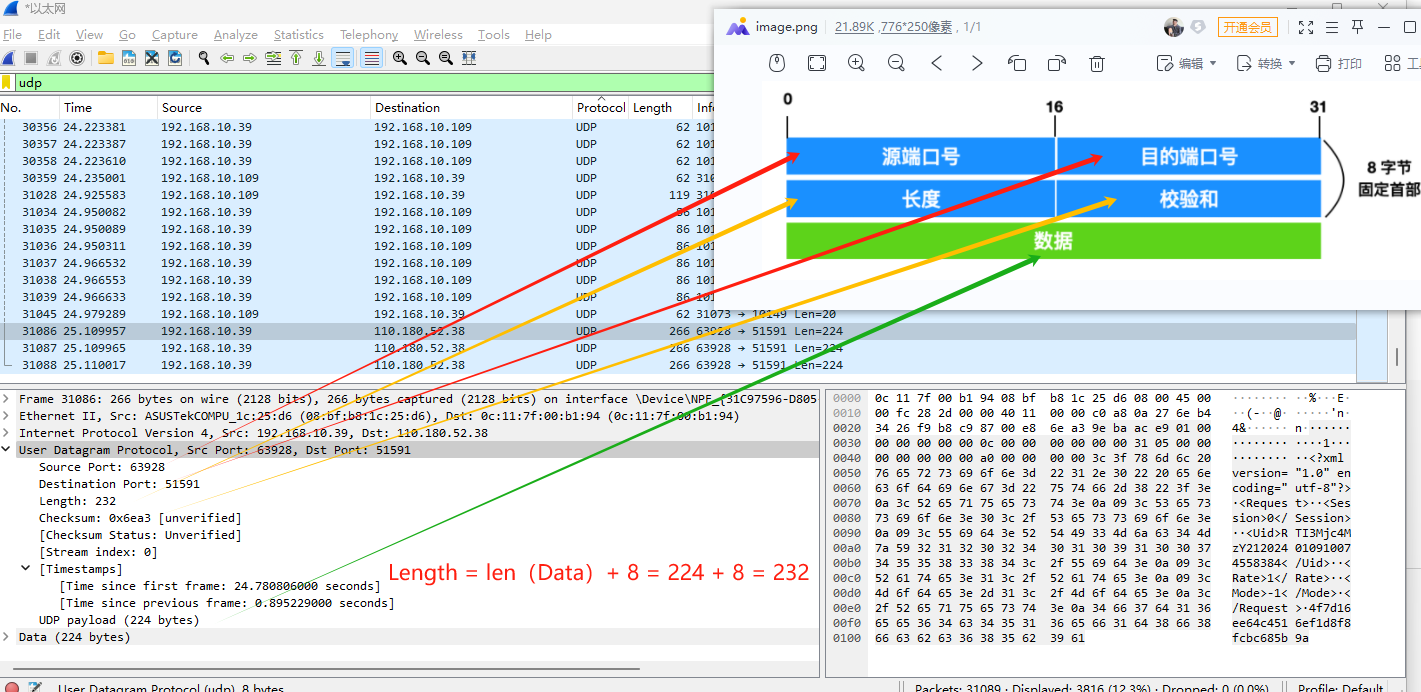 *以太网
File Edit View Go Capture Analyze Statistics Telephony Wireless Tools Help
udp
No. Time Source Destination Protocol Length Inf
30356 24.223381 192.168.10.39 192.168.10.109 UDP 62 101
30357 24.223387 192.168.10.39 192.168.10.109 UDP 62 101
30358 24.223610 192.168.10.39 192.168.10.109 UDP 62 101
30359 24.235001 192.168.10.109 192.168.10.39 UDP 62 310
31028 24.925583 192.168.10.109 192.168.10.39 UDP 119 310
31034 24.950082 192.168.10.39 192.168.10.109 UDP 86 101
31035 24.950089 192.168.10.39 192.168.10.109 UDP 86 101
31036 24.950311 192.168.10.39 192.168.10.109 UDP 86 101
31037 24.966532 192.168.10.39 192.168.10.109 UDP 86 101
31038 24.966553 192.168.10.39 192.168.10.109 UDP 86 101
31039 24.966633 192.168.10.39 192.168.10.109 UDP 86 101
31045 24.979289 192.168.10.109 192.168.10.39 UDP 62 31073 → 10149 Len=20
31086 25.109957 192.168.10.39 110.180.52.38 UDP 266 63928 → 51591 Len=224
31087 25.109965 192.168.10.39 110.180.52.38 UDP 266 63928 → 51591 Len=224
31088 25.110017 192.168.10.39 110.180.52.38 UDP 266 63928 → 51591 Len=224
image.png 21.89K ,776*250像素 , 1/1 开通会员
编辑 转换 打印 工
0 16 31
源端口号 目的端口号
长度 校验和
数据
8 字节
固定首部
Frame 31086: 266 bytes on wire (2128 bits), 266 bytes captured (2128 bits) on interface \Device\NPF_{31C97596-D805
Ethernet II, Src: ASUSTekCOMPU_1c:25:d6 (08:bf:b8:1c:25:d6), Dst: 0c:11:7f:00:b1:94 (0c:11:7f:00:b1:94)
Internet Protocol Version 4, Src: 192.168.10.39, Dst: 110.180.52.38
User Datagram Protocol, Src Port: 63928, Dst Port: 51591
Source Port: 63928
Destination Port: 51591
Length: 232
Checksum: 0x6ea3 [unverified]
[Checksum Status: Unverified]
[Stream index: 0]
[Timestamps]
[Time since first frame: 24.780806000 seconds]
[Time since previous frame: 0.895229000 seconds]
UDP payload (224 bytes)
Data (224 bytes)
Length = len（Data）+ 8 = 224 + 8 = 232
0000 0c 11 7f 00 b1 94 08 bf b8 1c 25 d6 08 00 45 00 ··········%···E·
0010 00 fc 28 2d 00 00 40 11 00 00 c0 a8 0a 27 6e b4 ··(-··@······'n·
0020 34 26 f9 b8 c9 87 00 e8 6e a3 9e ba ac e9 01 00 4&······n·······
0030 00 00 00 00 0c 00 00 00 00 00 00 00 31 05 00 00 ············1···
0040 00 00 00 00 a0 00 00 00 00 00 3c 3f 78 6d 6c 20 ··········<?xml
0050 76 65 72 73 69 6f 6e 3d 22 31 2e 30 22 20 65 6e version= "1.0" en
0060 63 6f 64 69 6e 67 3d 22 75 74 66 2d 38 22 3f 3e coding=" utf-8"?>
0070 0a 3c 52 65 71 75 65 73 74 3e 0a 09 3c 53 65 73 ·<Request>··<Ses
0080 73 69 6f 6e 3e 30 3c 2f 53 65 73 73 69 6f 6e 3e sion>0</ Session>
0090 0a 09 3c 55 69 64 3e 52 54 49 33 4d 6a 63 34 4d ··<Uid>R TI3Mjc4M
00a0 7a 59 32 31 32 30 32 34 30 31 30 39 31 30 30 37 zY212024 01091007
00b0 34 35 35 38 33 38 34 3c 2f 55 69 64 3e 0a 09 3c 4558384< /Uid>··<
00c0 52 61 74 65 3e 31 3c 2f 52 61 74 65 3e 0a 09 3c Rate>1</ Rate>··<
00d0 4d 6f 64 65 3e 2d 31 3c 2f 4d 6f 64 65 3e 0a 3c Mode>-1< /Mode>·<
00e0 2f 52 65 71 75 65 73 74 3e 0a 34 66 37 64 31 36 /Request >·4f7d16
00f0 65 65 36 34 63 34 35 31 36 65 66 31 64 38 66 38 ee64c451 6ef1d8f8
0100 66 63 62 63 36 38 35 62 39 61 fcbc685b 9a
User Datagram Protocol (udp), 8 bytes Packets: 31089 · Displayed: 3816 (12.3%) · Dropped: 0 (0.0%) Profile: Default